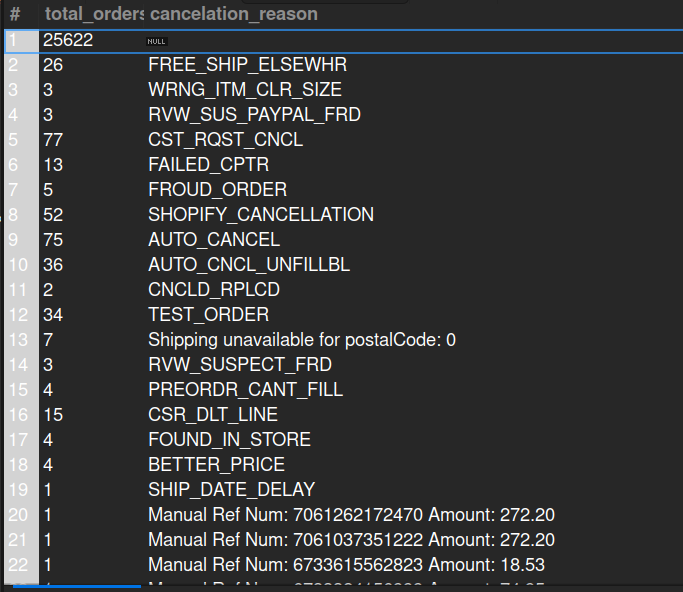 # total_orders cancelation_reason
1 25622 NULL
2 26 FREE_SHIP_ELSEWHR
3 3 WRNG_ITM_CLR_SIZE
4 3 RVW_SUS_PAYPAL_FRD
5 77 CST_RQST_CNCL
6 13 FAILED_CPTR
7 5 FROUD_ORDER
8 52 SHOPIFY_CANCELLATION
9 75 AUTO_CANCEL
10 36 AUTO_CNCL_UNFILLBL
11 2 CNCLD_RPLCD
12 34 TEST_ORDER
13 7 Shipping unavailable for postalCode: 0
14 3 RVW_SUSPECT_FRD
15 4 PREORDR_CANT_FILL
16 15 CSR_DLT_LINE
17 4 FOUND_IN_STORE
18 4 BETTER_PRICE
19 1 SHIP_DATE_DELAY
20 1 Manual Ref Num: 7061262172470 Amount: 272.20
21 1 Manual Ref Num: 7061037351222 Amount: 272.20
22 1 Manual Ref Num: 6733615562823 Amount: 18.53